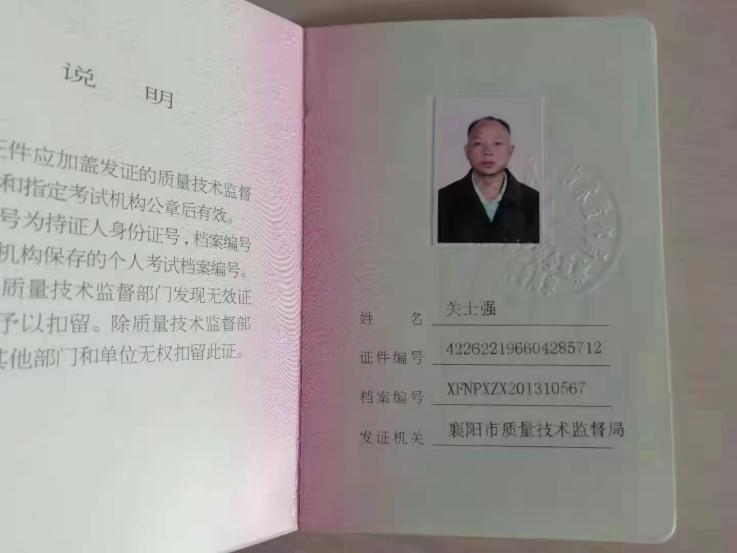 说 明
证件应加盖发证的质量技术监督
和指定考试机构公章后有效。
号为持证人身份证号,档案编号
机构保存的个人考试档案编号。
质量技术监督部门发现无效证
予以扣留。除质量技术监督部
其他部门和单位无权扣留此证。
姓 名 关士强
证件编号 422622196604285712
档案编号 XFNPXZX201310567
发证机关 襄阳市质量技术监督局